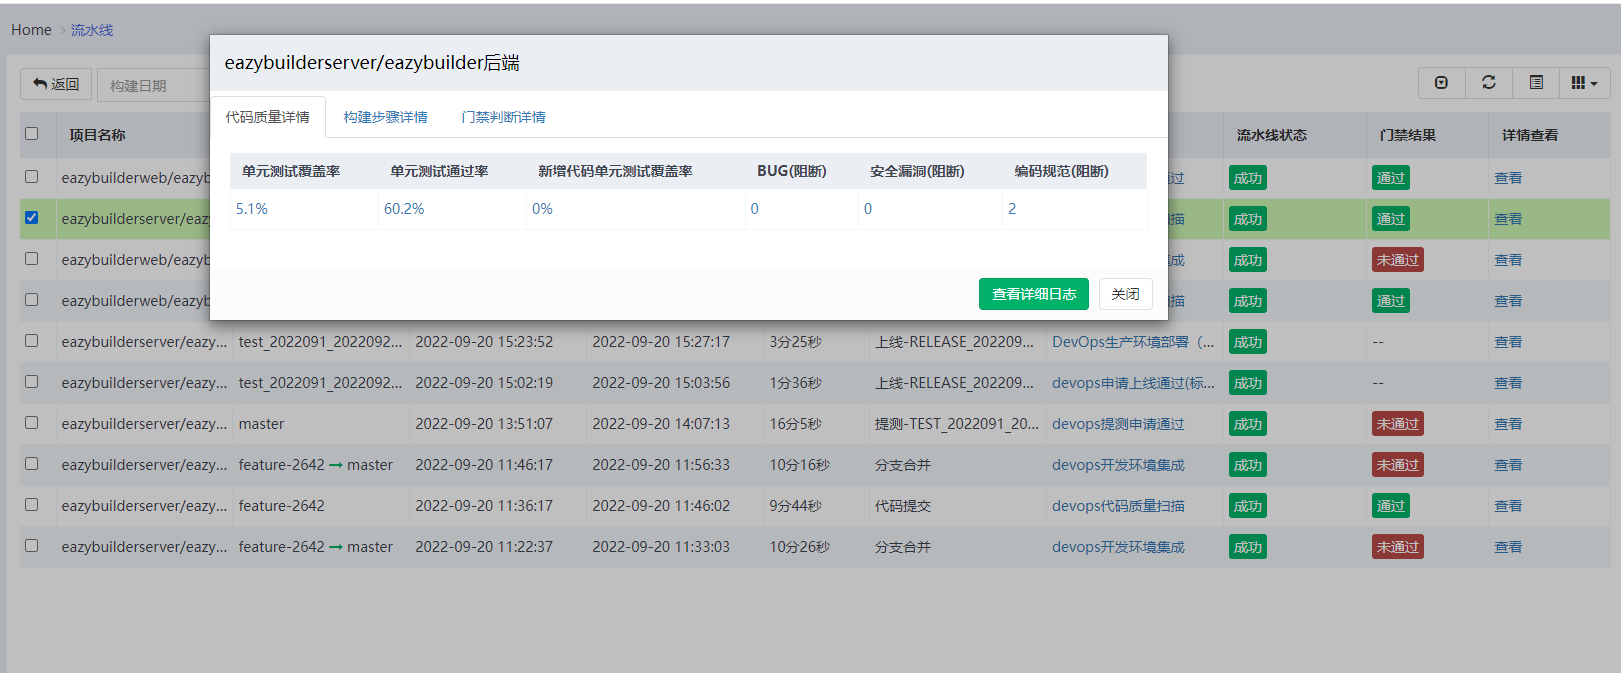 Home > 流水线
eazybuilderserver/eazybuilder后端
返回 构建日期
代码质量详情 构建步骤详情 门禁判断详情
项目名称 流水线状态 门禁结果 详情查看
单元测试覆盖率 单元测试通过率 新增代码单元测试覆盖率 BUG(阻断) 安全漏洞(阻断) 编码规范(阻断)
5.1% 60.2% 0% 0 0 2
查看详细日志 关闭
eazybuilderweb/eazyb 过 成功 通过 查看
eazybuilderserver/eazy 描 成功 通过 查看
eazybuilderweb/eazyb 成 成功 未通过 查看
eazybuilderweb/eazyb 描 成功 通过 查看
eazybuilderserver/eazy... test_2022091_202209​2... 2022-09-20 15:23:52 2022-09-20 15:27:17 3分25秒 上线-RELEASE_202209... DevOps生产环境部署（... 成功 -- 查看
eazybuilderserver/eazy... test_2022091_2022092... 2022-09-20 15:02:19 2022-09-20 15:03:56 1分36秒 上线-RELEASE_202209... devops申请上线通过(标... 成功 -- 查看
eazybuilderserver/eazy... master 2022-09-20 13:51:07 2022-09-20 14:07:13 16分5秒 提测-TEST_2022091_20... devops提测申请通过 成功 未通过 查看
eazybuilderserver/eazy... feature-2642 → master 2022-09-20 11:46:17 2022-09-20 11:56:33 10分16秒 分支合并 devops开发环境集成 成功 未通过 查看
eazybuilderserver/eazy... feature-2642 2022-09-20 11:36:17 2022-09-20 11:46:02 9分44秒 代码提交 devops代码质量扫描 成功 通过 查看
eazybuilderserver/eazy... feature-2642 → master 2022-09-20 11:22:37 2022-09-20 11:33:03 10分26秒 分支合并 devops开发环境集成 成功 未通过 查看